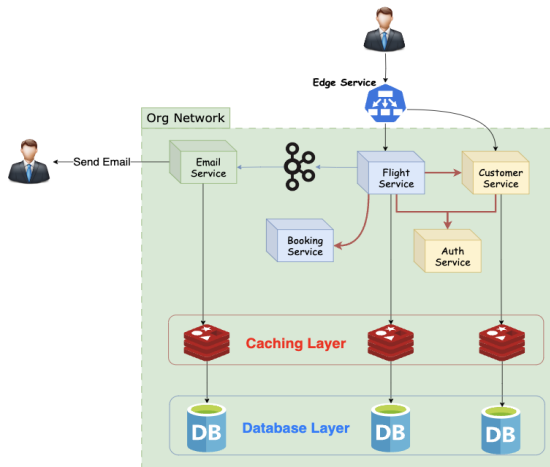 Edge Service
Org Network
Send Email
Email
Service
Flight
Service
Customer
Service
Booking
Service
Auth
Service
Caching Layer
Database Layer
DB
DB
DB